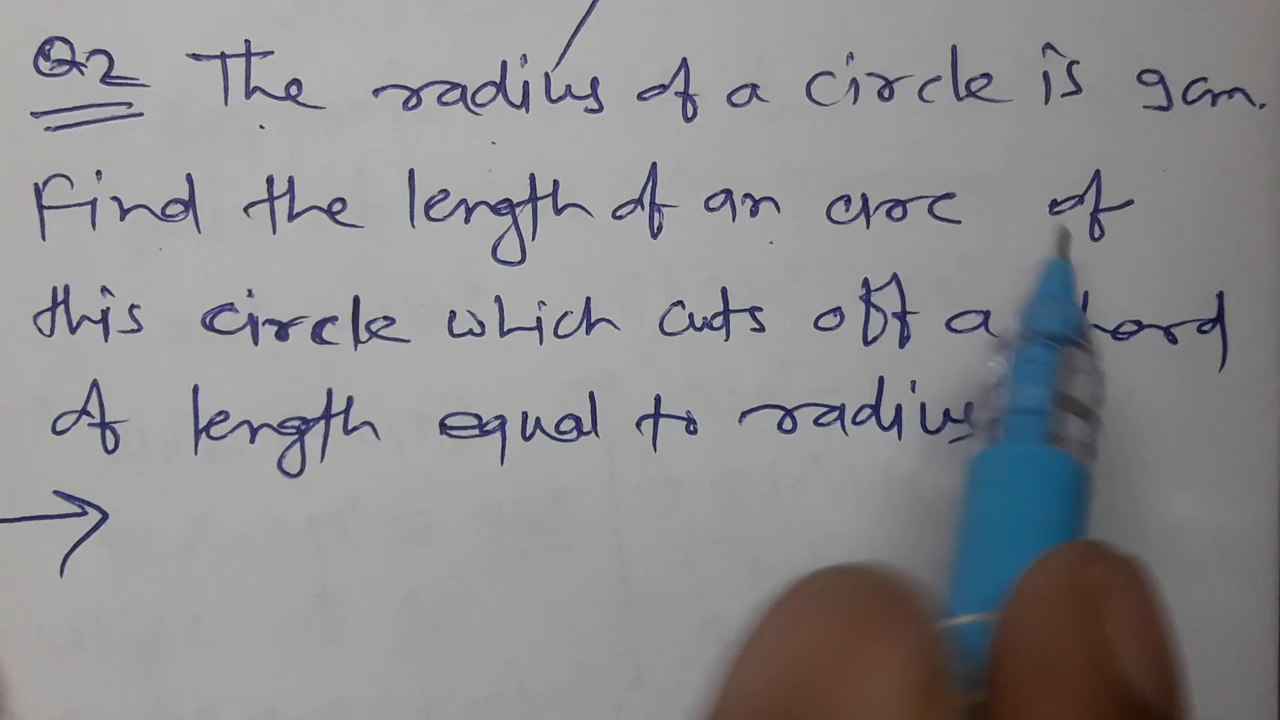 Q2 The radius of a circle is 9cm.
Find the length of an arc of
this circle which cuts off a chord
of length equal to radius